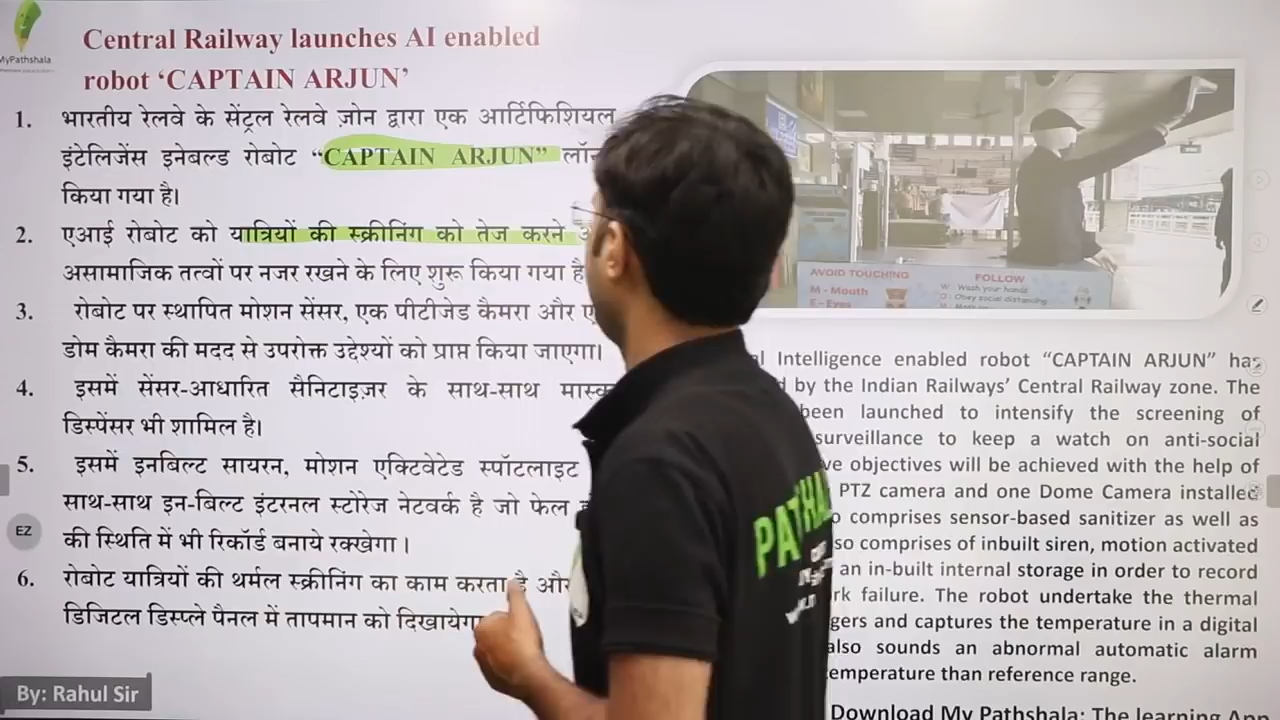 MyPathshala
Central Railway launches AI enabled
robot ‘CAPTAIN ARJUN’
1. भारतीय रेलवे के सेंट्रल रेलवे ज़ोन द्वारा एक आर्टिफिशियल
इंटेलिजेंस इनेबल्ड रोबोट “CAPTAIN ARJUN”
किया गया है।
2. एआई रोबोट को यात्रियों की स्क्रीनिंग को तेज करने
असामाजिक तत्वों पर नजर रखने के लिए शुरू किया गया है
3. रोबोट पर स्थापित मोशन सेंसर, एक पीटीजेड कैमरा और
डोम कैमरा की मदद से उपरोक्त उद्देश्यों को प्राप्त किया जाएगा।
4. इसमें सेंसर-आधारित सैनिटाइज़र के साथ-साथ मास्क
डिस्पेंसर भी शामिल है।
5. इसमें इनबिल्ट सायरन, मोशन एक्टिवेटेड स्पॉटलाइट
साथ-साथ इन-बिल्ट इंटरनल स्टोरेज नेटवर्क है जो फेल
की स्थिति में भी रिकॉर्ड बनाये रक्खेगा।
6. रोबोट यात्रियों की थर्मल स्क्रीनिंग का काम करता है और
डिजिटल डिस्प्ले पैनल में तापमान को दिखायेगा
EZ
By: Rahul Sir
AVOID TOUCHING
M - Mouth
E - Eyes
FOLLOW
W : Wash your hands
O : Obey social distancing
Intelligence enabled robot “CAPTAIN ARJUN” has
by the Indian Railways’ Central Railway zone. The
been launched to intensify the screening of
surveillance to keep a watch on anti-social
objectives will be achieved with the help of
PTZ camera and one Dome Camera installed
comprises sensor-based sanitizer as well as
comprises of inbuilt siren, motion activated
an in-built internal storage in order to record
failure. The robot undertake the thermal
and captures the temperature in a digital
also sounds an abnormal automatic alarm
temperature than reference range.
Download My Pathshala: The learning App